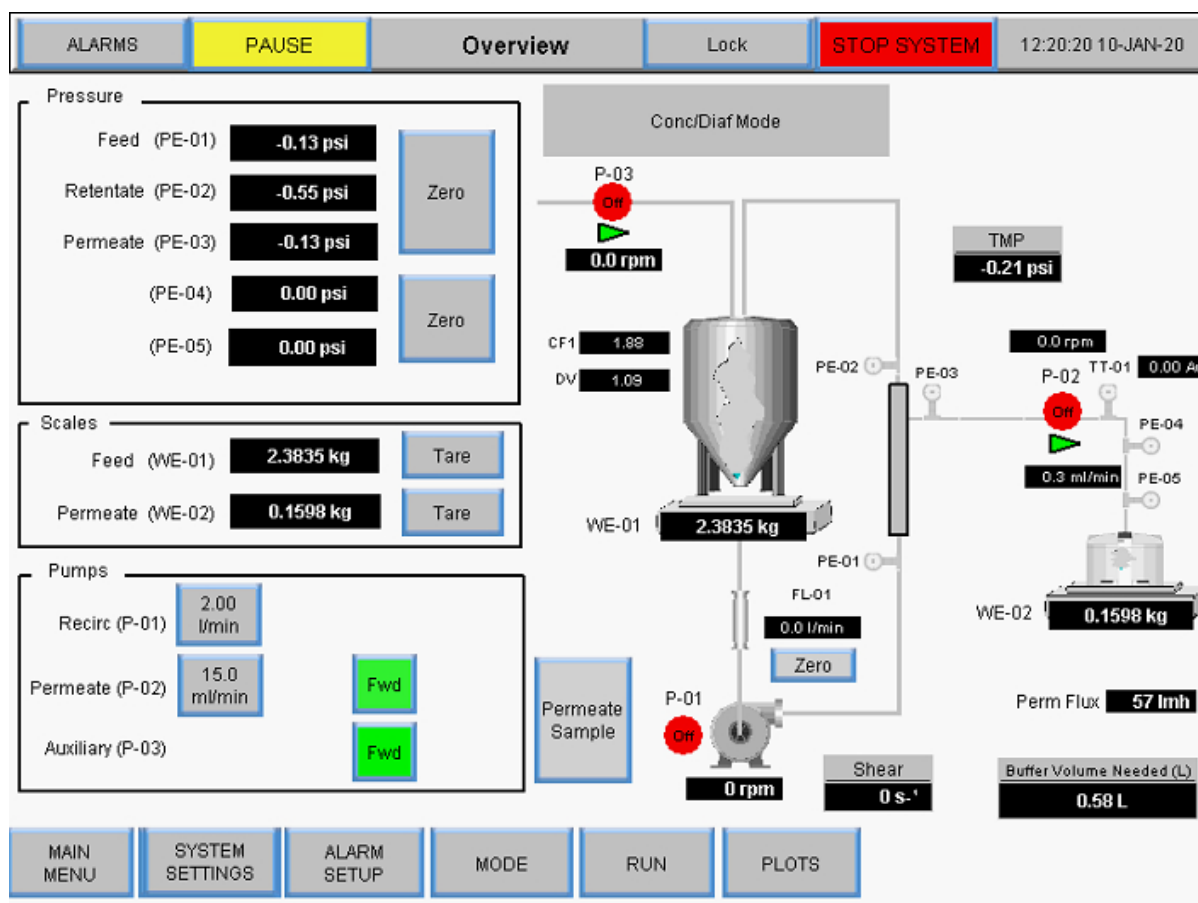 ALARMS
PAUSE
Overview
Lock
STOP SYSTEM
12:20:20 10-JAN-20
Pressure
Feed (PE-01)
-0.13 psi
Retentate (PE-02)
-0.55 psi
Zero
Permeate (PE-03)
-0.13 psi
(PE-04)
0.00 psi
Zero
(PE-05)
0.00 psi
Scales
Feed (WE-01)
2.3835 kg
Tare
Permeate (WE-02)
0.1598 kg
Tare
Pumps
Recirc (P-01)
2.00
l/min
Permeate (P-02)
15.0
ml/min
Fwd
Auxiliary (P-03)
Fwd
Permeate
Sample
Conc/Diaf Mode
P-03
Off
0.0 rpm
TMP
-0.21 psi
CF1
1.88
DV
1.09
PE-02
PE-03
0.0 rpm
P-02
Off
TT-01
0.00
PE-04
0.3 ml/min
PE-05
WE-01
2.3835 kg
PE-01
FL-01
0.0 l/min
Zero
WE-02
0.1598 kg
P-01
Off
0 rpm
Perm Flux
57 lmh
Shear
0 s-¹
Buffer Volume Needed (L)
0.58 L
MAIN
MENU
SYSTEM
SETTINGS
ALARM
SETUP
MODE
RUN
PLOTS